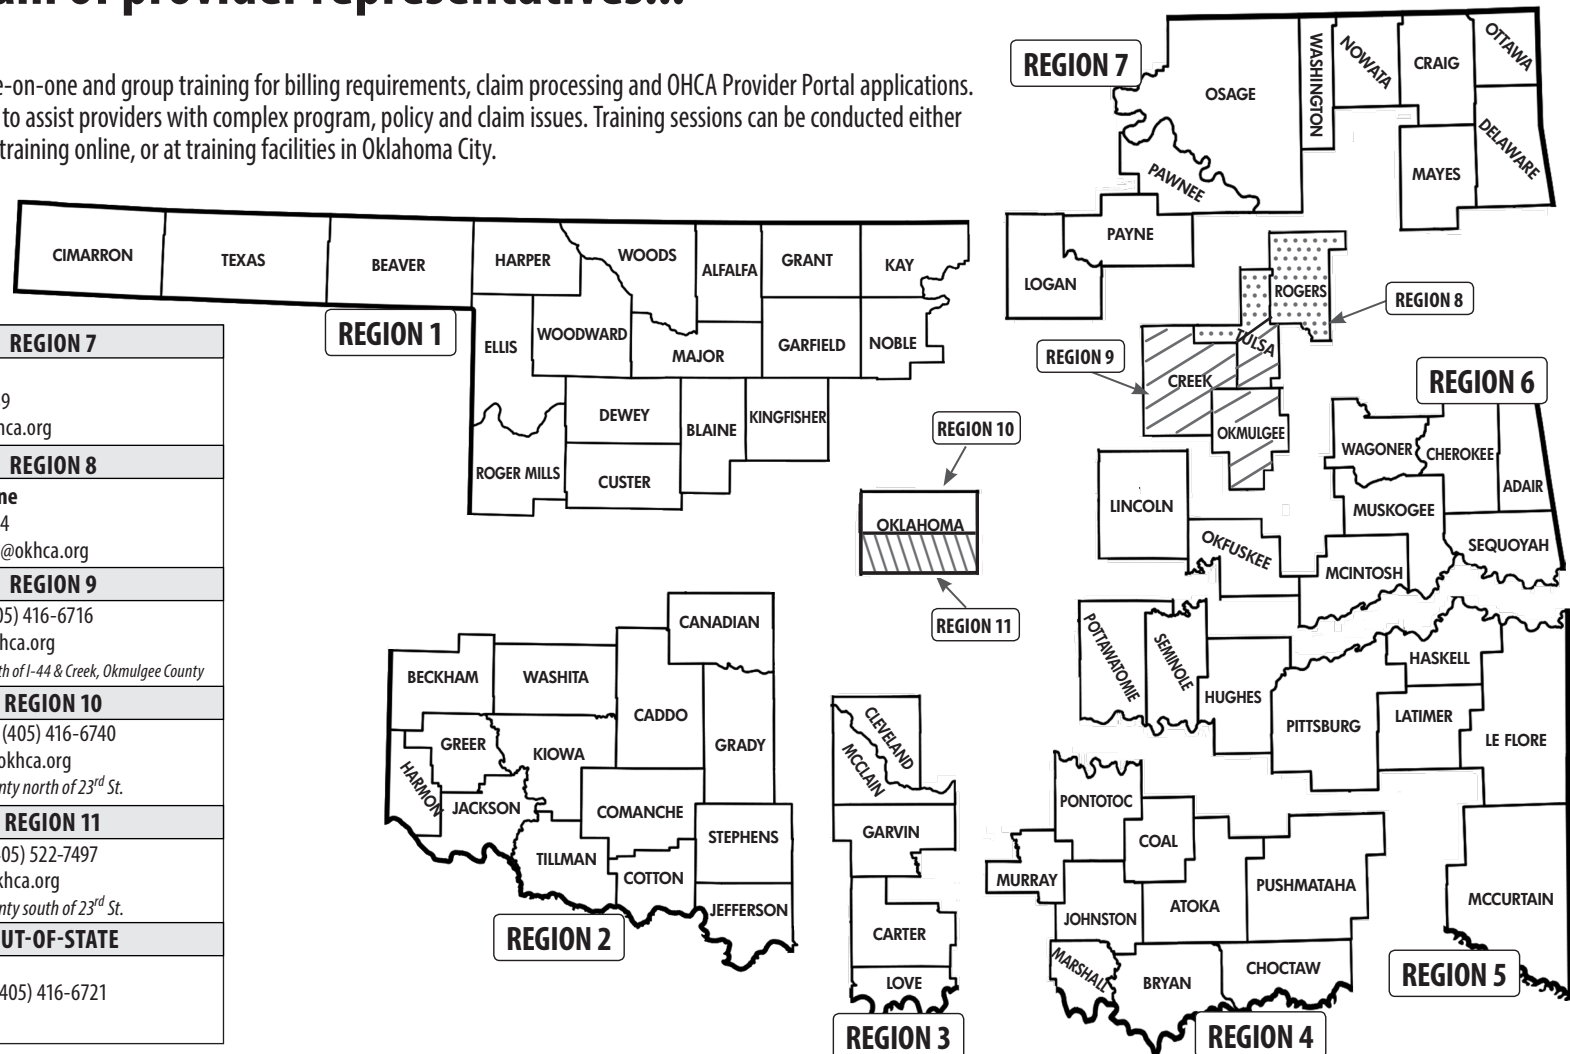 e-on-one and group training for billing requirements, claim processing and OHCA Provider Portal applications.
to assist providers with complex program, policy and claim issues. Training sessions can be conducted either
training online, or at training facilities in Oklahoma City.
REGION 7
9
hca.org
REGION 8
ne
4
@okhca.org
REGION 9
05) 416-6716
hca.org
th of I-44 & Creek, Okmulgee County
REGION 10
(405) 416-6740
okhca.org
nty north of 23rd St.
REGION 11
05) 522-7497
khca.org
nty south of 23rd St.
UT-OF-STATE
405) 416-6721
REGION 1
CIMARRON
TEXAS
BEAVER
HARPER
WOODS
ALFALFA
GRANT
KAY
ELLIS
WOODWARD
MAJOR
GARFIELD
NOBLE
ROGER MILLS
DEWEY
CUSTER
BLAINE
KINGFISHER
REGION 7
OSAGE
WASHINGTON
NOWATA
CRAIG
OTTAWA
DELAWARE
MAYES
PAWNEE
PAYNE
LOGAN
REGION 8
ROGERS
TULSA
REGION 9
CREEK
OKMULGEE
REGION 10
OKLAHOMA
REGION 11
REGION 6
WAGONER
CHEROKEE
ADAIR
MUSKOGEE
SEQUOYAH
LINCOLN
OKFUSKEE
MCINTOSH
REGION 2
CANADIAN
BECKHAM
WASHITA
CADDO
GRADY
GREER
KIOWA
HARMON
JACKSON
COMANCHE
STEPHENS
TILLMAN
COTTON
JEFFERSON
REGION 3
CLEVELAND
MCCLAIN
GARVIN
CARTER
LOVE
REGION 5
POTTAWATOMIE
SEMINOLE
HUGHES
PITTSBURG
HASKELL
LATIMER
LE FLORE
MCCURTAIN
REGION 4
PONTOTOC
COAL
MURRAY
JOHNSTON
ATOKA
PUSHMATAHA
MARSHALL
BRYAN
CHOCTAW